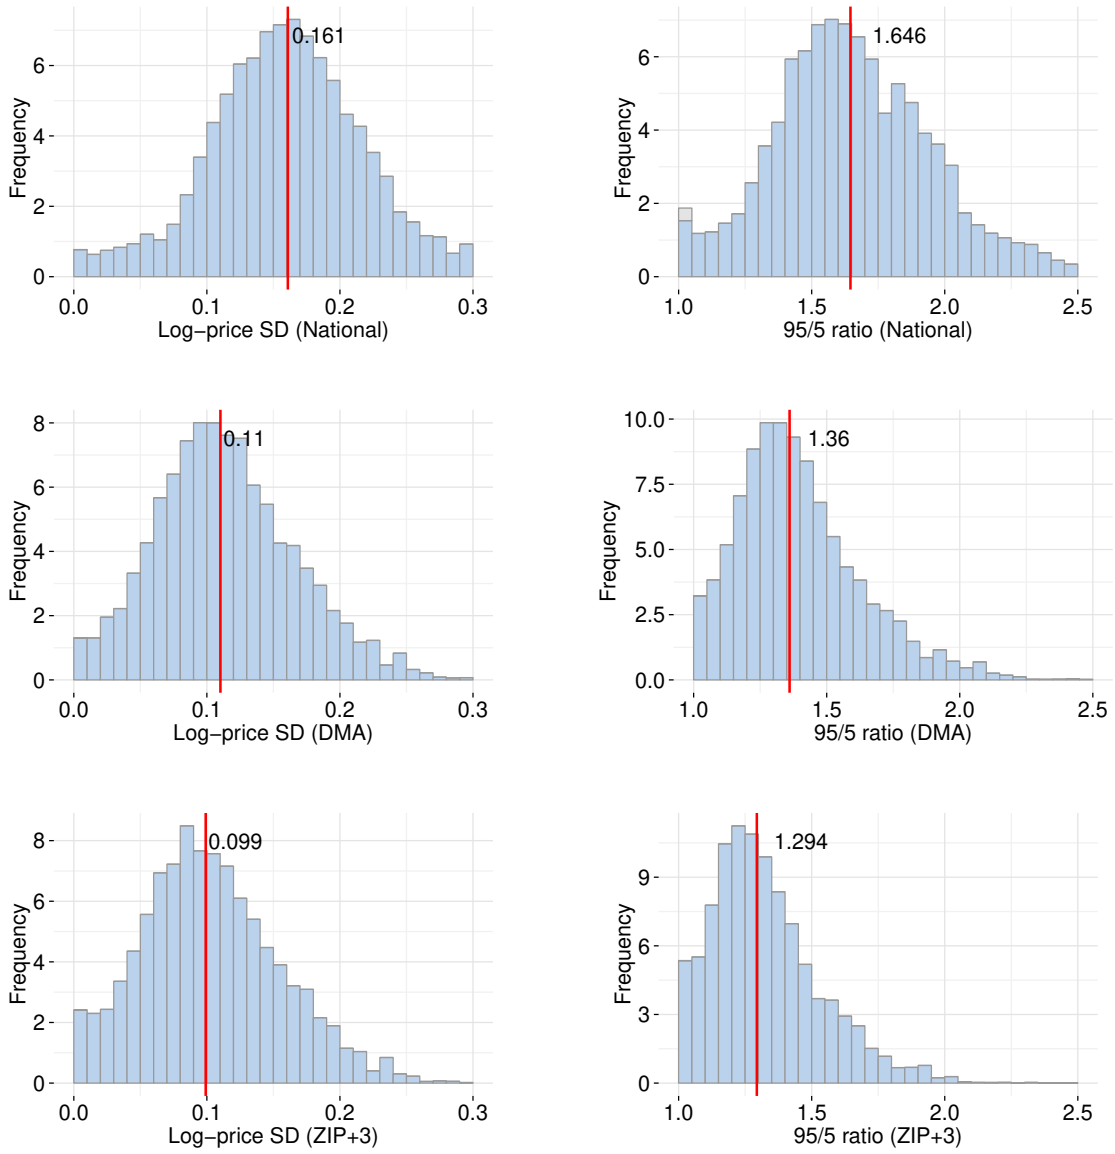 0.161
Frequency
6
4
2
0
0.0 0.1 0.2 0.3
Log−price SD (National)
1.646
Frequency
6
4
2
0
1.0 1.5 2.0 2.5
95/5 ratio (National)
0.11
Frequency
8
6
4
2
0
0.0 0.1 0.2 0.3
Log−price SD (DMA)
1.36
Frequency
10.0
7.5
5.0
2.5
0.0
1.0 1.5 2.0 2.5
95/5 ratio (DMA)
0.099
Frequency
8
6
4
2
0
0.0 0.1 0.2 0.3
Log−price SD (ZIP+3)
1.294
Frequency
9
6
3
0
1.0 1.5 2.0 2.5
95/5 ratio (ZIP+3)